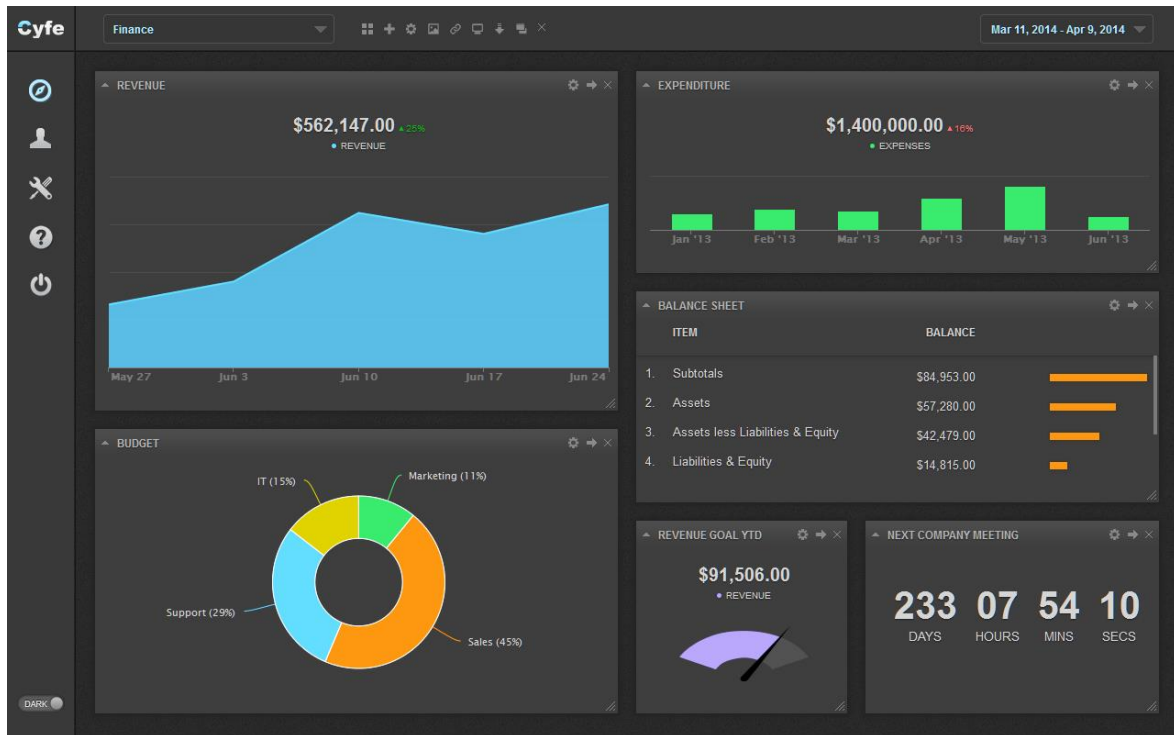 Cyfe
Finance
Mar 11, 2014 - Apr 9, 2014
REVENUE
$562,147.00 ▲25%
REVENUE
May 27 Jun 3 Jun 10 Jun 17 Jun 24
EXPENDITURE
$1,400,000.00 ▲16%
EXPENSES
Jan '13 Feb '13 Mar '13 Apr '13 May '13 Jun '13
BALANCE SHEET
ITEM BALANCE
1. Subtotals $84,953.00
2. Assets $57,280.00
3. Assets less Liabilities & Equity $42,479.00
4. Liabilities & Equity $14,815.00
BUDGET
IT (15%)
Marketing (11%)
Support (29%)
Sales (45%)
REVENUE GOAL YTD
$91,506.00
REVENUE
NEXT COMPANY MEETING
233 07 54 10
DAYS HOURS MINS SECS
DARK